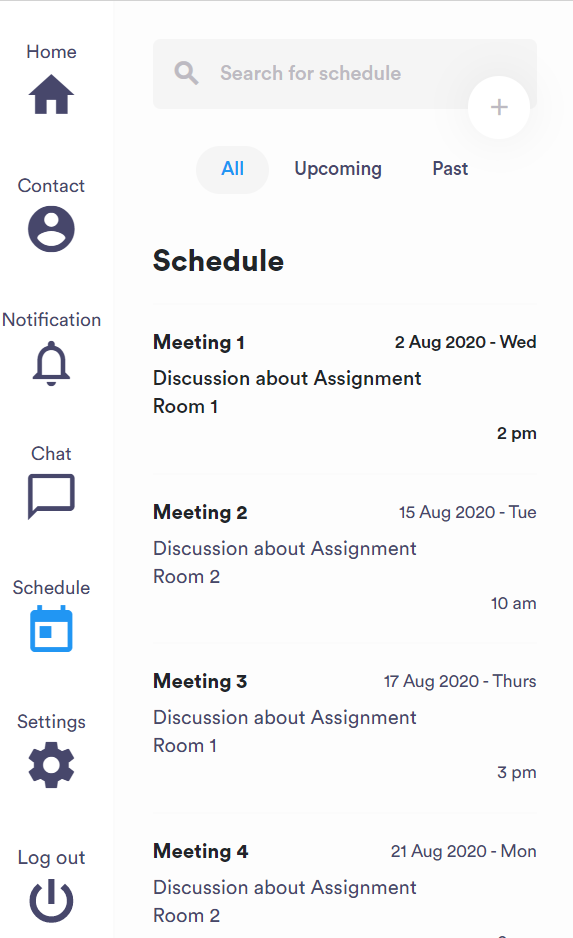 Home
Contact
Notification
Chat
Schedule
Settings
Log out
Search for schedule
+
All Upcoming Past
Schedule
Meeting 1 2 Aug 2020 - Wed
Discussion about Assignment
Room 1
2 pm
Meeting 2 15 Aug 2020 - Tue
Discussion about Assignment
Room 2
10 am
Meeting 3 17 Aug 2020 - Thurs
Discussion about Assignment
Room 1
3 pm
Meeting 4 21 Aug 2020 - Mon
Discussion about Assignment
Room 2